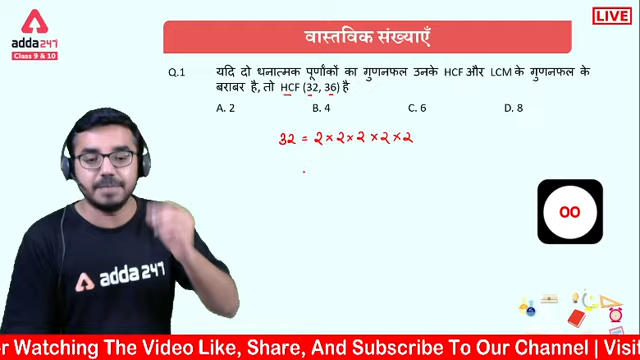 वास्तविक संख्याएँ
LIVE
adda247
Class 9 & 10
Q.1 यदि दो धनात्मक पूर्णांकों का गुणनफल उनके HCF और LCM के गुणनफल के
बराबर है, तो HCF (32, 36) है
A. 2 B. 4 C. 6 D. 8
32 = 2 × 2 × 2 × 2 × 2
00
adda247
r Watching The Video Like, Share, And Subscribe To Our Channel | Visit